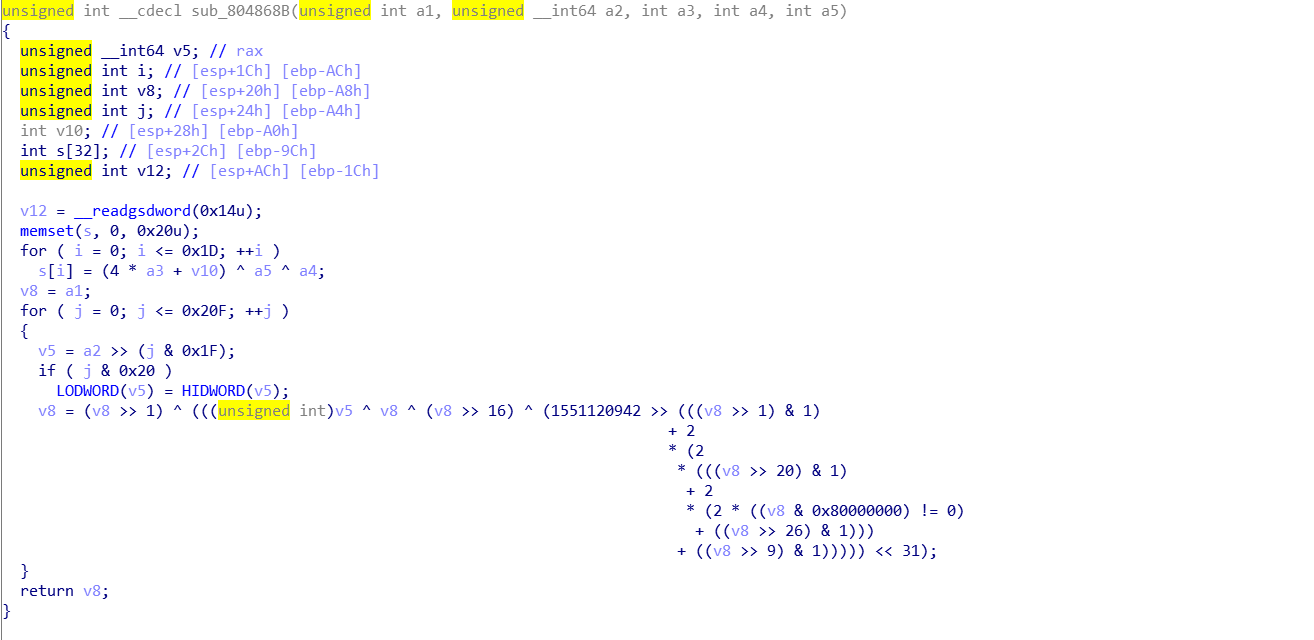 unsigned int __cdecl sub_804868B(unsigned int a1, unsigned __int64 a2, int a3, int a4, int a5)
{
  unsigned __int64 v5; // rax
  unsigned int i; // [esp+1Ch] [ebp-ACh]
  unsigned int v8; // [esp+20h] [ebp-A8h]
  unsigned int j; // [esp+24h] [ebp-A4h]
  int v10; // [esp+28h] [ebp-A0h]
  int s[32]; // [esp+2Ch] [ebp-9Ch]
  unsigned int v12; // [esp+ACh] [ebp-1Ch]

  v12 = __readgsdword(0x14u);
  memset(s, 0, 0x20u);
  for ( i = 0; i <= 0x1D; ++i )
    s[i] = (4 * a3 + v10) ^ a5 ^ a4;
  v8 = a1;
  for ( j = 0; j <= 0x20F; ++j )
  {
    v5 = a2 >> (j & 0x1F);
    if ( j & 0x20 )
      LODWORD(v5) = HIDWORD(v5);
    v8 = (v8 >> 1) ^ (((unsigned int)v5 ^ v8 ^ (v8 >> 16) ^ (1551120942 >> (((v8 >> 1) & 1)
                                                                          + 2
                                                                          * (2
                                                                           * (((v8 >> 20) & 1)
                                                                            + 2
                                                                            * (2 * ((v8 & 0x80000000) != 0)
                                                                             + ((v8 >> 26) & 1)))
                                                                           + ((v8 >> 9) & 1))))) << 31);
  }
  return v8;
}